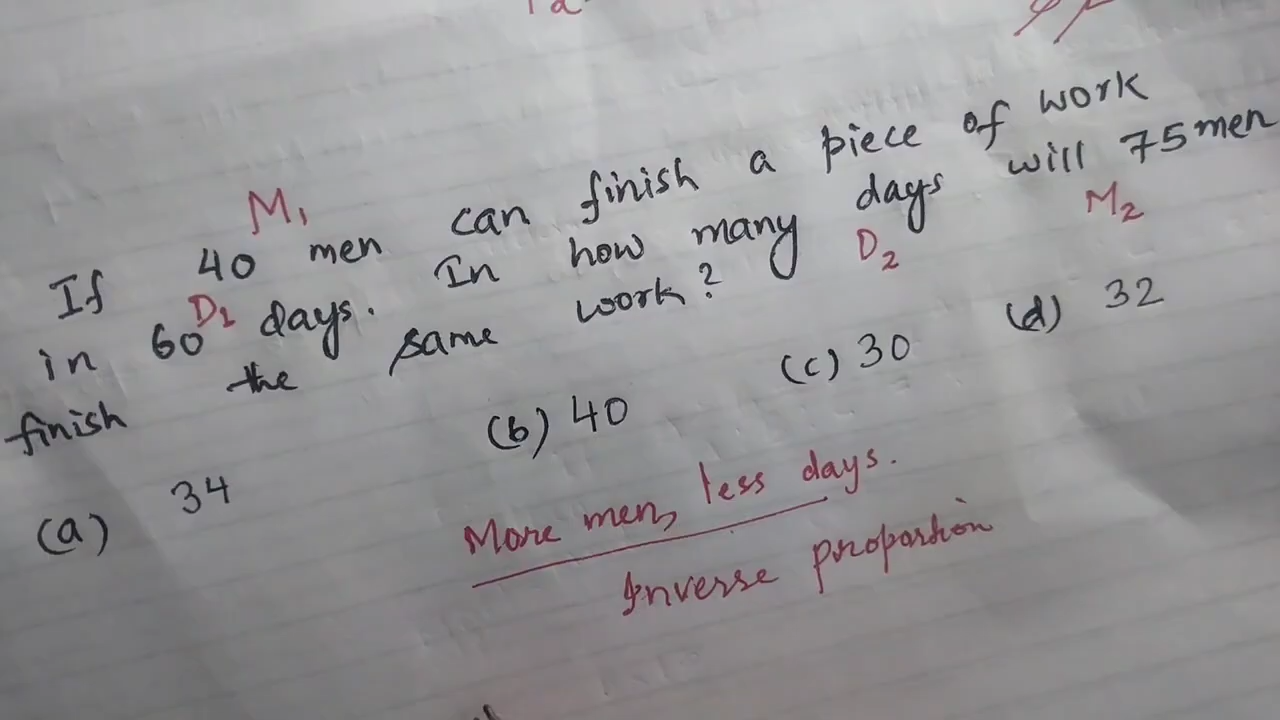 M1
If 40 men can finish a piece of work
D1
in 60 days. In how many days will 75 men
D2 M2
finish the same work?
(a) 34 (b) 40 (c) 30 (d) 32
More men, less days.
Inverse proportion